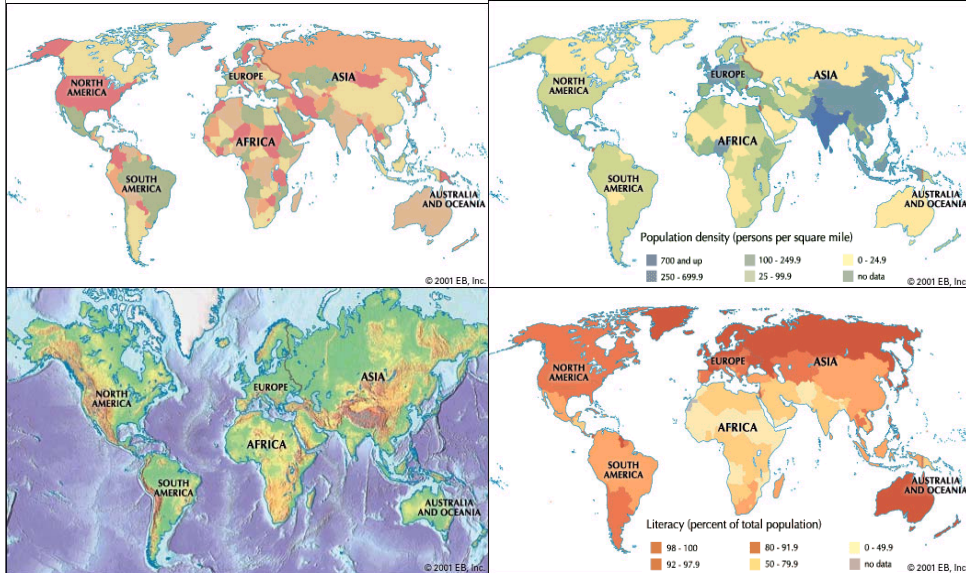 NORTH
AMERICA
EUROPE
ASIA
AFRICA
SOUTH
AMERICA
AUSTRALIA
AND OCEANIA
© 2001 EB, Inc.
EUROPE
ASIA
NORTH
AMERICA
AFRICA
SOUTH
AMERICA
AUSTRALIA
AND OCEANIA
Population density (persons per square mile)
700 and up 100 - 249.9 0 - 24.9
250 - 699.9 25 - 99.9 no data
© 2001 EB, Inc.
NORTH
AMERICA
EUROPE
ASIA
AFRICA
SOUTH
AMERICA
AUSTRALIA
AND OCEANIA
© 2001 EB, Inc.
NORTH
AMERICA
EUROPE
ASIA
AFRICA
SOUTH
AMERICA
AUSTRALIA
AND OCEANIA
Literacy (percent of total population)
98 - 100 80 - 91.9 0 - 49.9
92 - 97.9 50 - 79.9 no data
© 2001 EB, Inc.